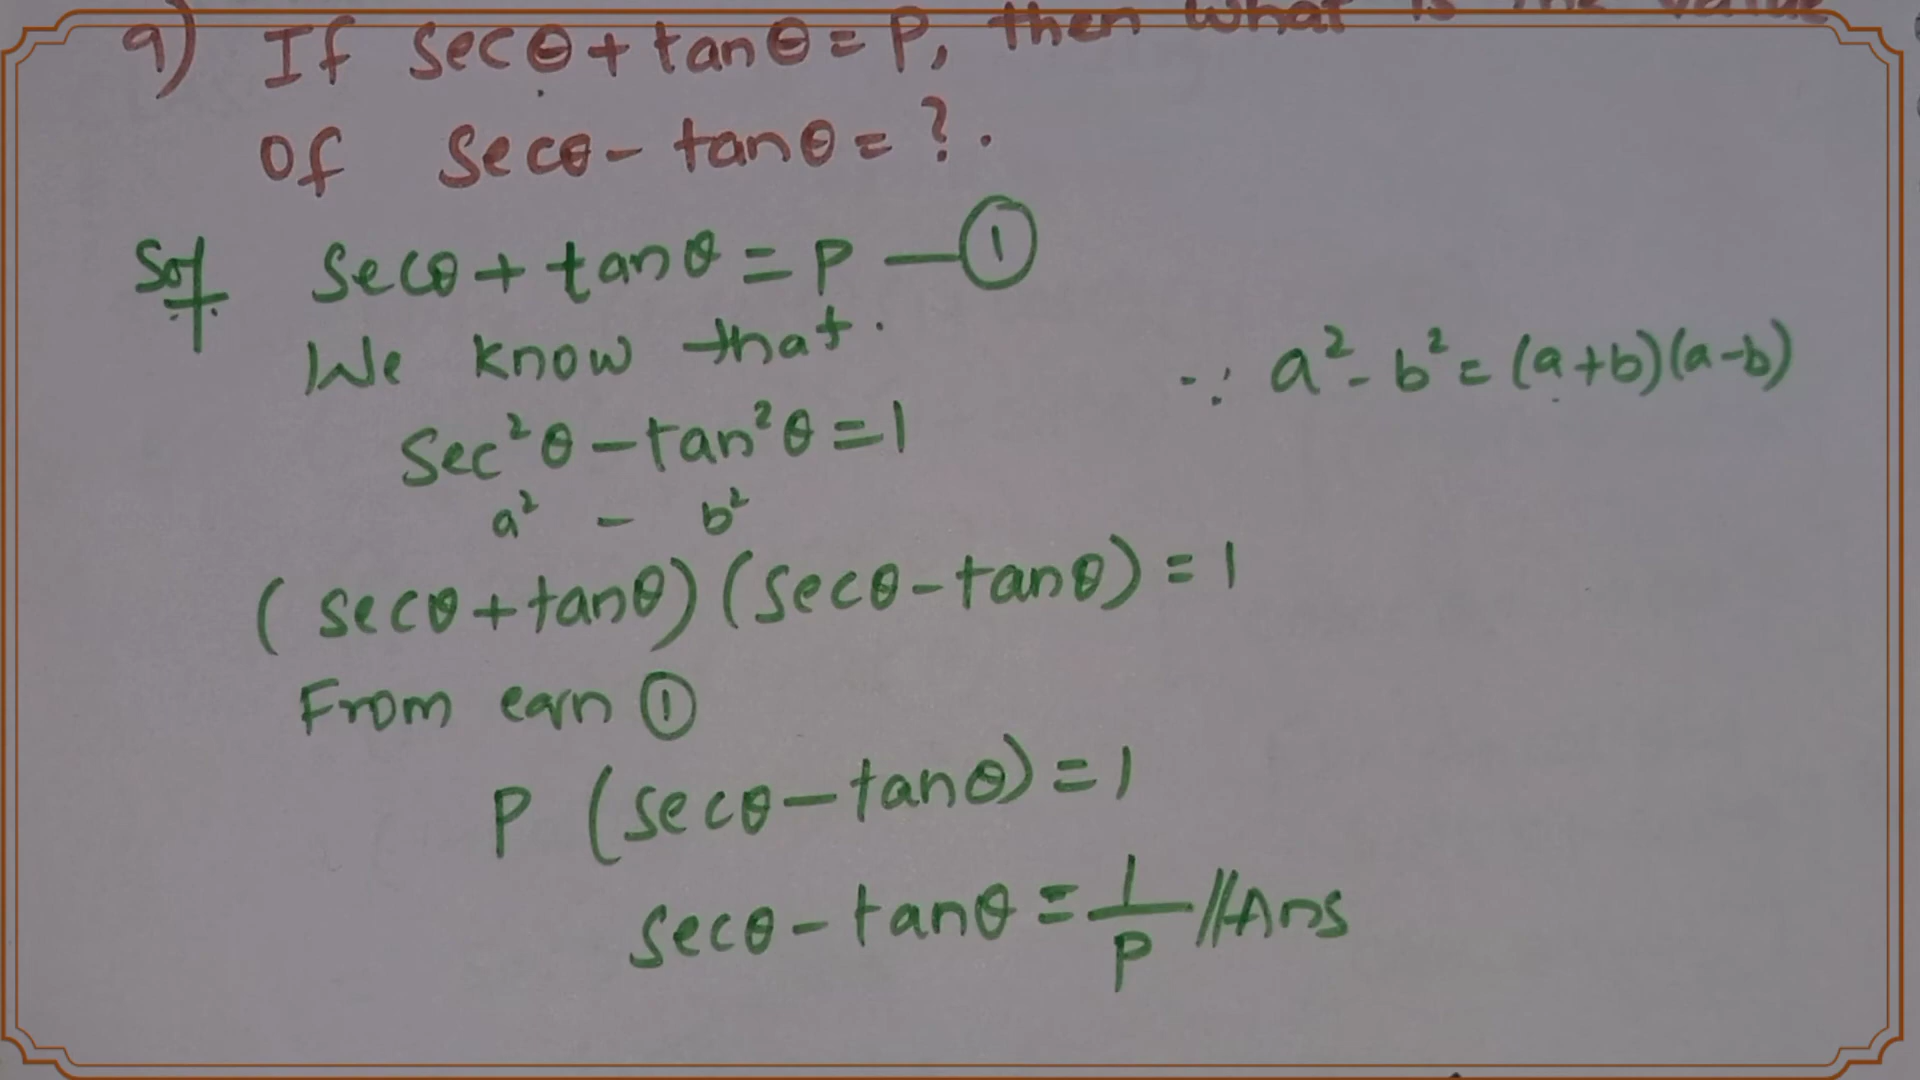 9) If secθ + tanθ = P, then what is the value
of secθ - tanθ = ?.
Sol secθ + tanθ = P — ①
We know that.
∵ a² - b² = (a+b)(a-b)
Sec²θ - tan²θ = 1
a² - b²
(secθ + tanθ) (secθ - tanθ) = 1
From eqn ①
P (secθ - tanθ) = 1
secθ - tanθ = 1/P // Ans